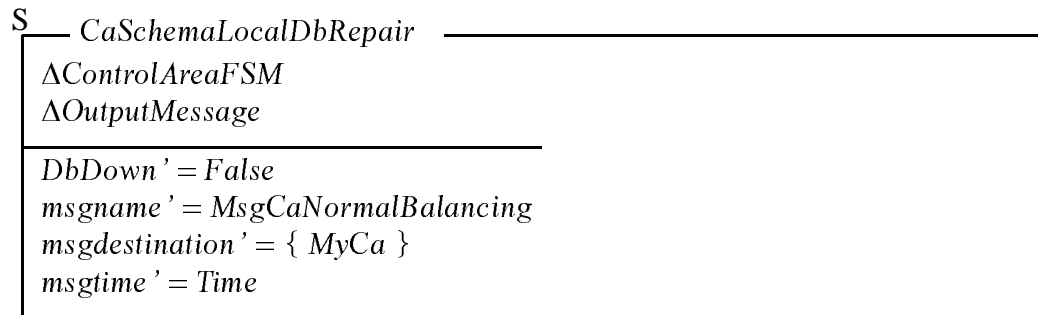 S
CaSchemaLocalDbRepair
ΔControlAreaFSM
ΔOutputMessage
DbDown ' = False
msgname ' = MsgCaNormalBalancing
msgdestination ' = { MyCa }
msgtime ' = Time